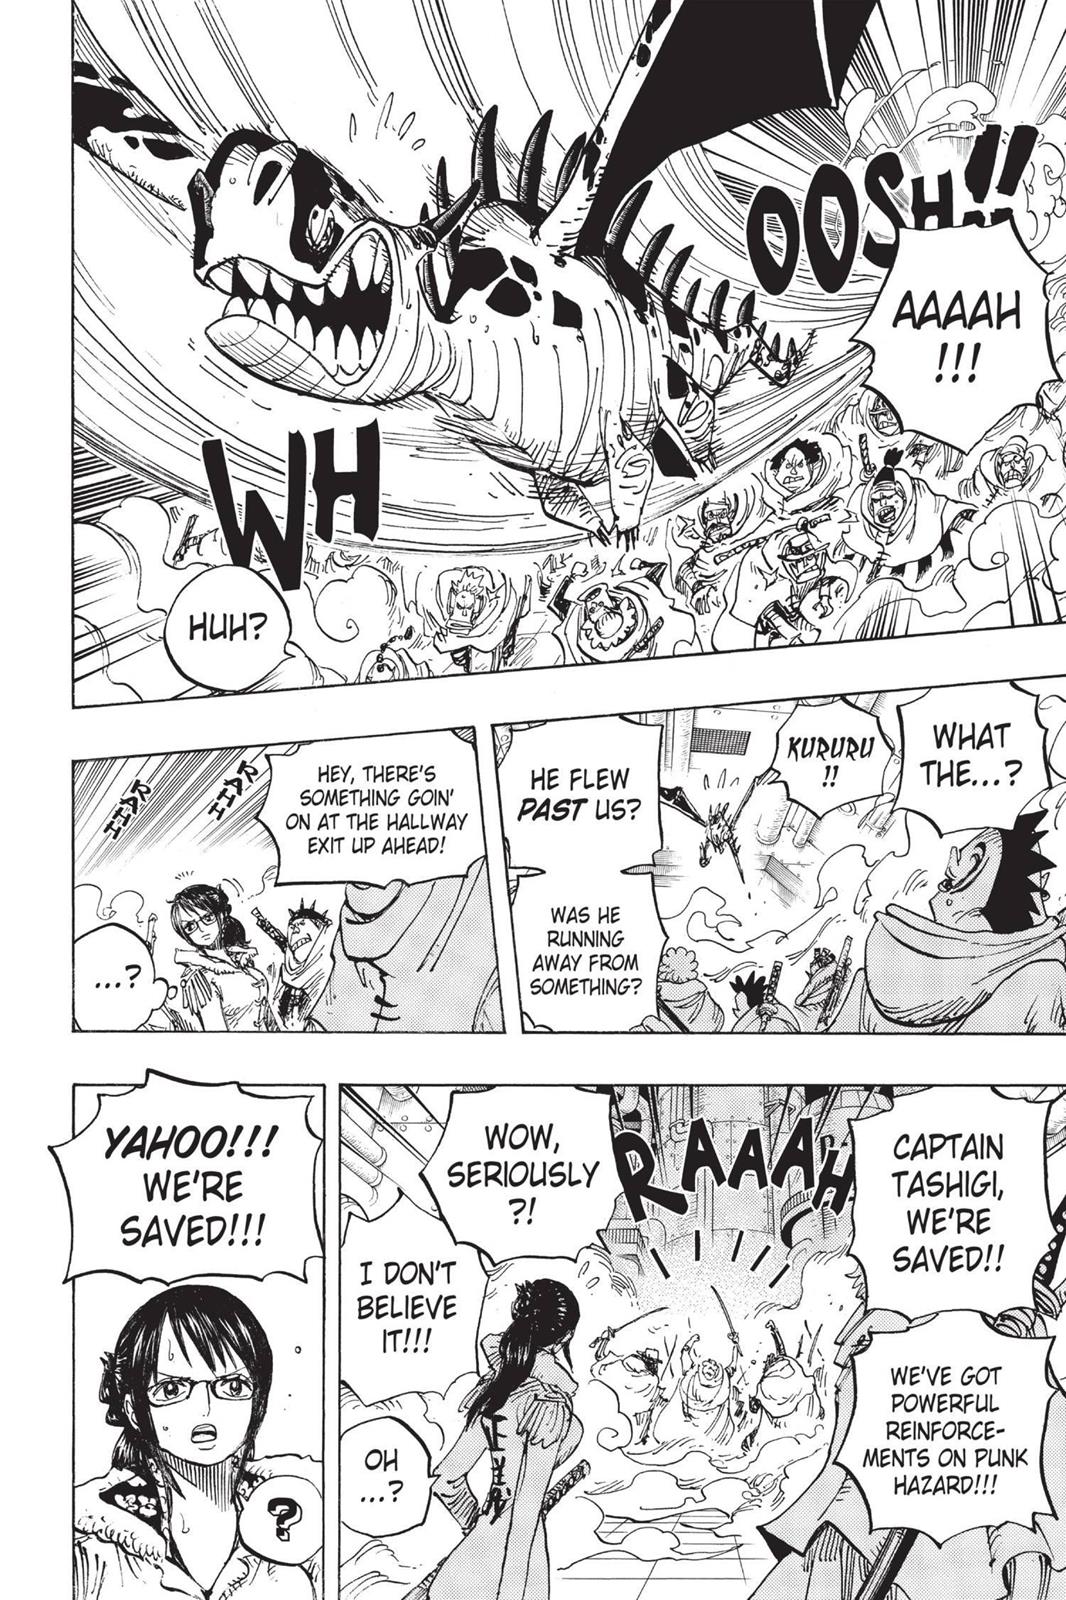 OOSH!!
AAAAH
!!!
WH
HUH?
WHAT
THE...?
KURURU
!!
HE FLEW
PAST US?
WAS HE
RUNNING
AWAY FROM
SOMETHING?
HEY, THERE'S
SOMETHING GOIN'
ON AT THE HALLWAY
EXIT UP AHEAD!
RAHH
RAHH
...?
CAPTAIN
TASHIGI,
WE'RE
SAVED!!
WE'VE GOT
POWERFUL
REINFORCE-
MENTS ON PUNK
HAZARD!!!
RAAAH
WOW,
SERIOUSLY
?!
I DON'T
BELIEVE
IT!!!
OH
...?
YAHOO!!!
WE'RE
SAVED!!!
?